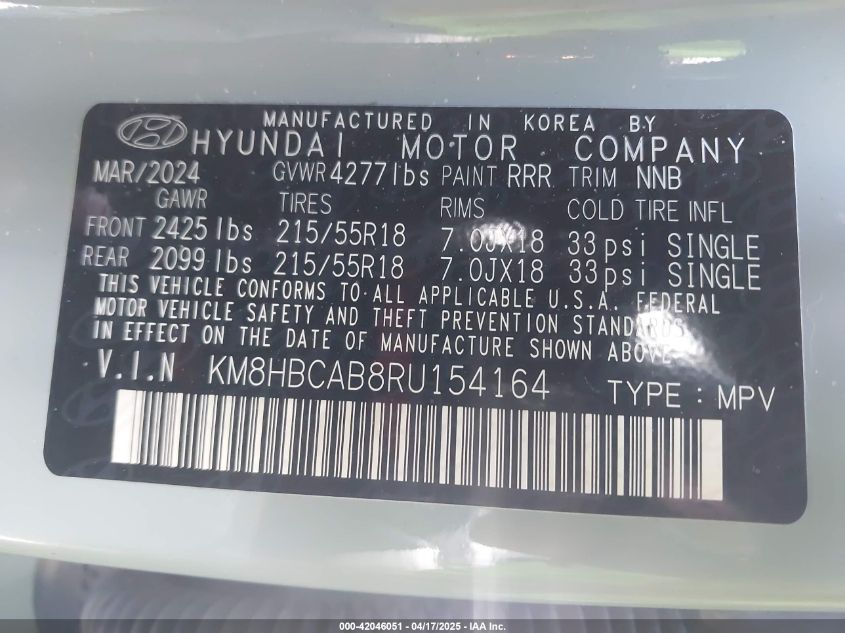 MANUFACTURED IN KOREA BY
HYUNDAI MOTOR COMPANY
MAR/2024 GVWR 4277 lbs PAINT RRR TRIM NNB
GAWR TIRES RIMS COLD TIRE INFL
FRONT 2425 lbs 215/55R18 7.0JX18 33 psi SINGLE
REAR 2099 lbs 215/55R18 7.0JX18 33 psi SINGLE
THIS VEHICLE CONFORMS TO ALL APPLICABLE U.S.A. FEDERAL
MOTOR VEHICLE SAFETY AND THEFT PREVENTION STANDARDS
IN EFFECT ON THE DATE OF MANUFACTURE SHOWN ABOVE.
V.I.N KM8HBCAB8RU154164 TYPE : MPV
000-42046051 - 04/17/2025 - IAA Inc.